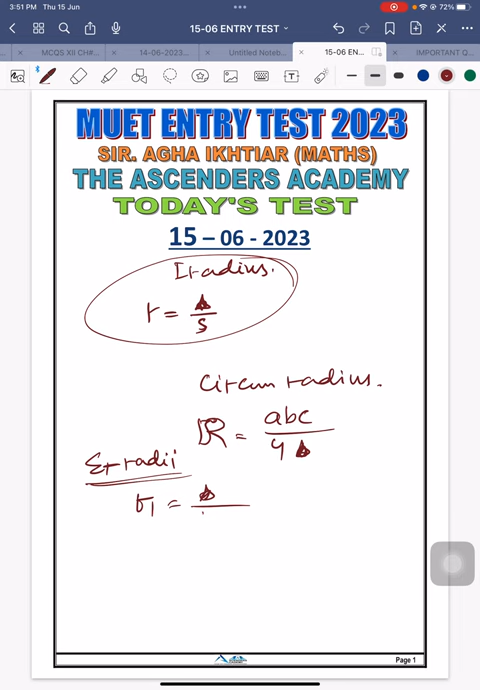 3:51 PM Thu 15 Jun
72%
15-06 ENTRY TEST
MCQS XII CH#...
14-06-2023...
Untitled Noteb...
15-06 EN...
IMPORTANT Q...
MUET ENTRY TEST 2023
SIR. AGHA IKHTIAR (MATHS)
THE ASCENDERS ACADEMY
TODAY'S TEST
15 – 06 - 2023
Iradius.
r = Δ
S
Circum radius.
R = abc
4 Δ
Ex radii
r1 = Δ
Page 1